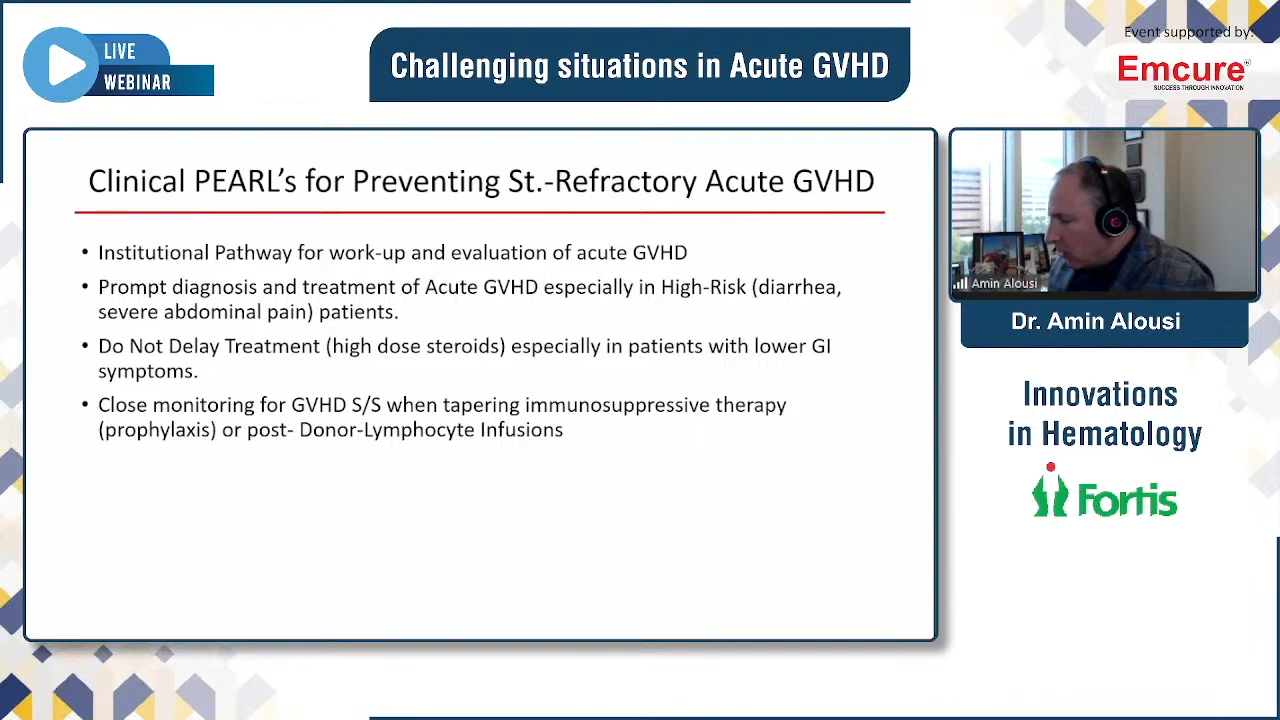 LIVE
WEBINAR
Challenging situations in Acute GVHD
Event supported by:
Emcure®
SUCCESS THROUGH INNOVATION
Clinical PEARL's for Preventing St.-Refractory Acute GVHD
• Institutional Pathway for work-up and evaluation of acute GVHD
• Prompt diagnosis and treatment of Acute GVHD especially in High-Risk (diarrhea,
severe abdominal pain) patients.
• Do Not Delay Treatment (high dose steroids) especially in patients with lower GI
symptoms.
• Close monitoring for GVHD S/S when tapering immunosuppressive therapy
(prophylaxis) or post- Donor-Lymphocyte Infusions
Amin Alousi
Dr. Amin Alousi
Innovations
in Hematology
Fortis